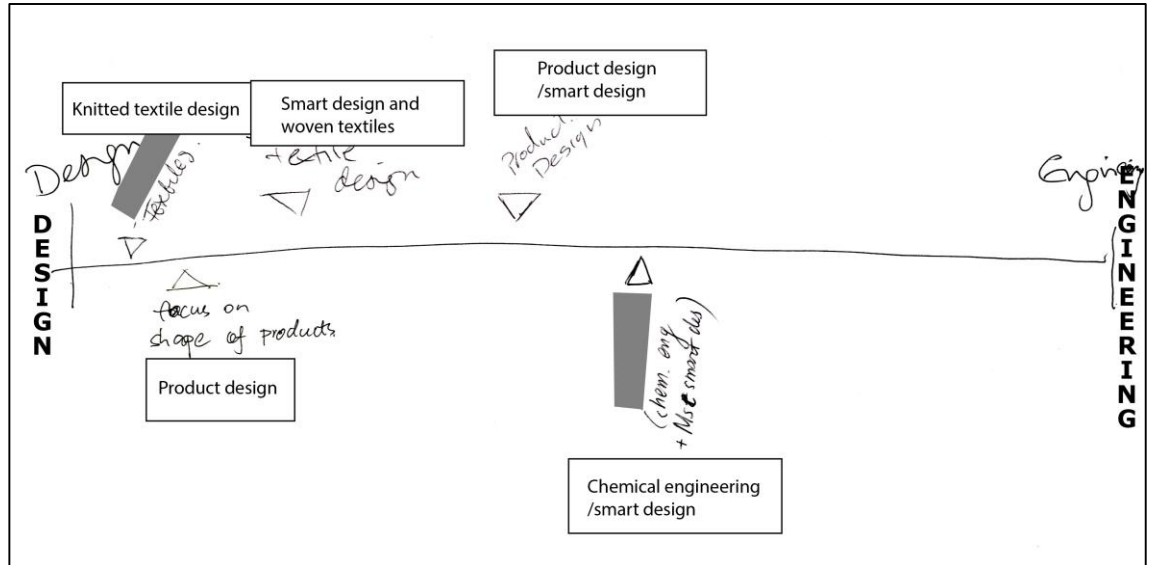 Product design
/smart design
Knitted textile design
Smart design and
woven textiles
Design
textiles.
textile
design
Product.
Design
Engineering
DESIGN
ENGINEERING
focus on
shape of products
Product design
(chem. eng
+ Msc smart des)
Chemical engineering
/smart design